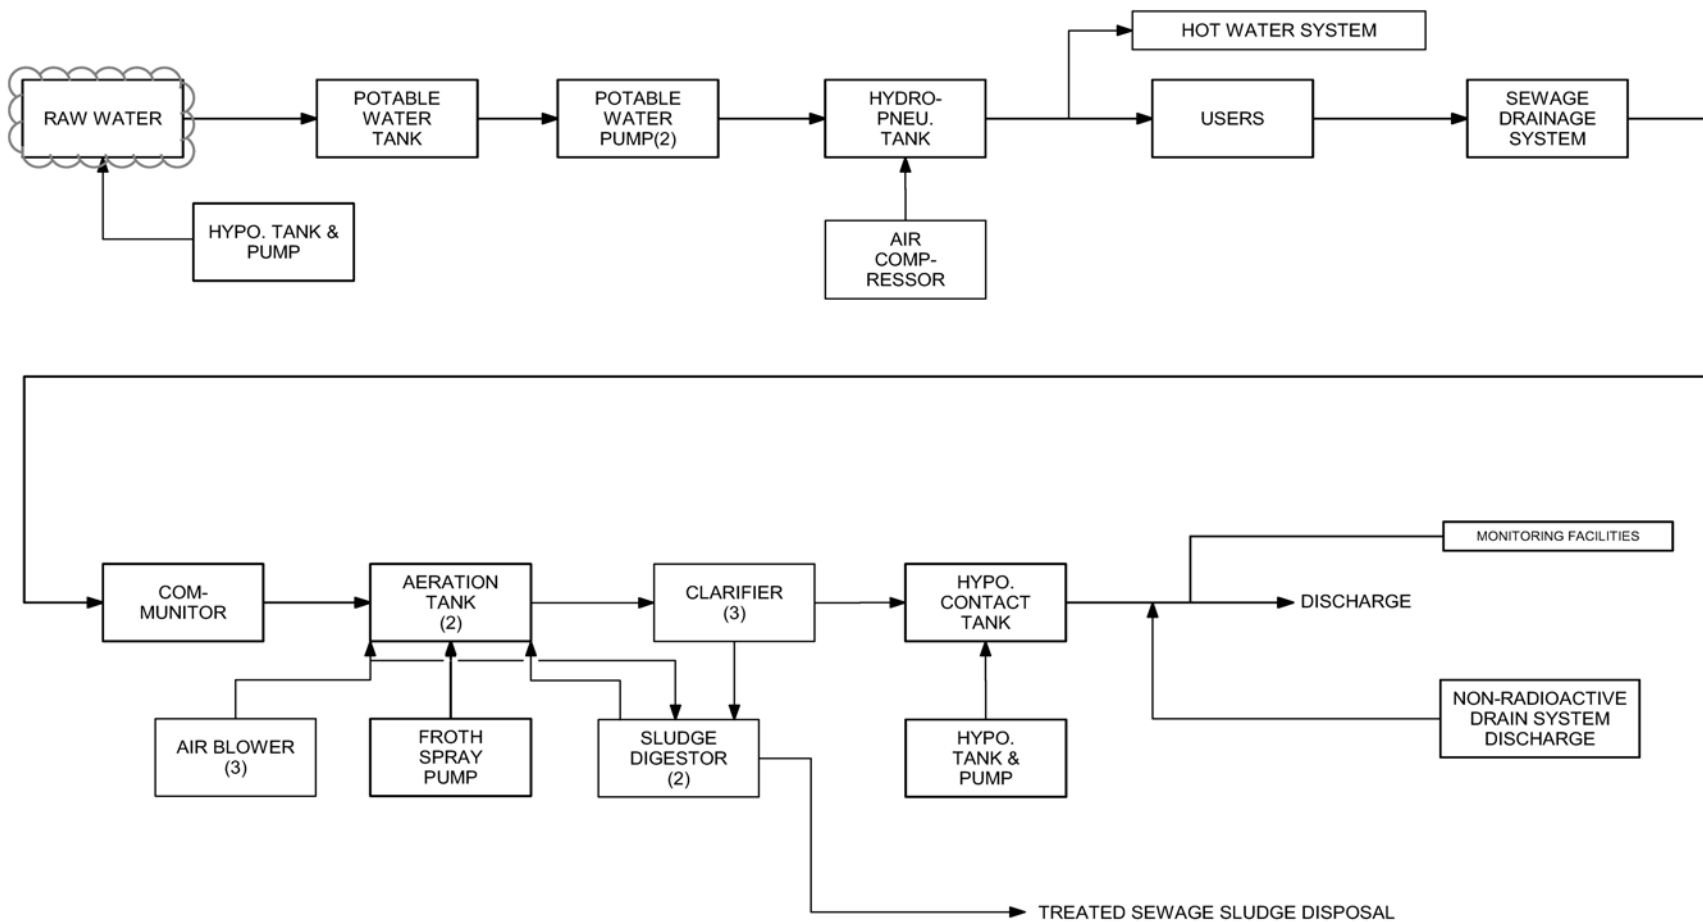 HOT WATER SYSTEM
RAW WATER
POTABLE
WATER
TANK
POTABLE
WATER
PUMP(2)
HYDRO-
PNEU.
TANK
USERS
SEWAGE
DRAINAGE
SYSTEM
HYPO. TANK &
PUMP
AIR
COMP-
RESSOR
MONITORING FACILITIES
COM-
MUNITOR
AERATION
TANK
(2)
CLARIFIER
(3)
HYPO.
CONTACT
TANK
DISCHARGE
AIR BLOWER
(3)
FROTH
SPRAY
PUMP
SLUDGE
DIGESTOR
(2)
HYPO.
TANK &
PUMP
NON-RADIOACTIVE
DRAIN SYSTEM
DISCHARGE
TREATED SEWAGE SLUDGE DISPOSAL